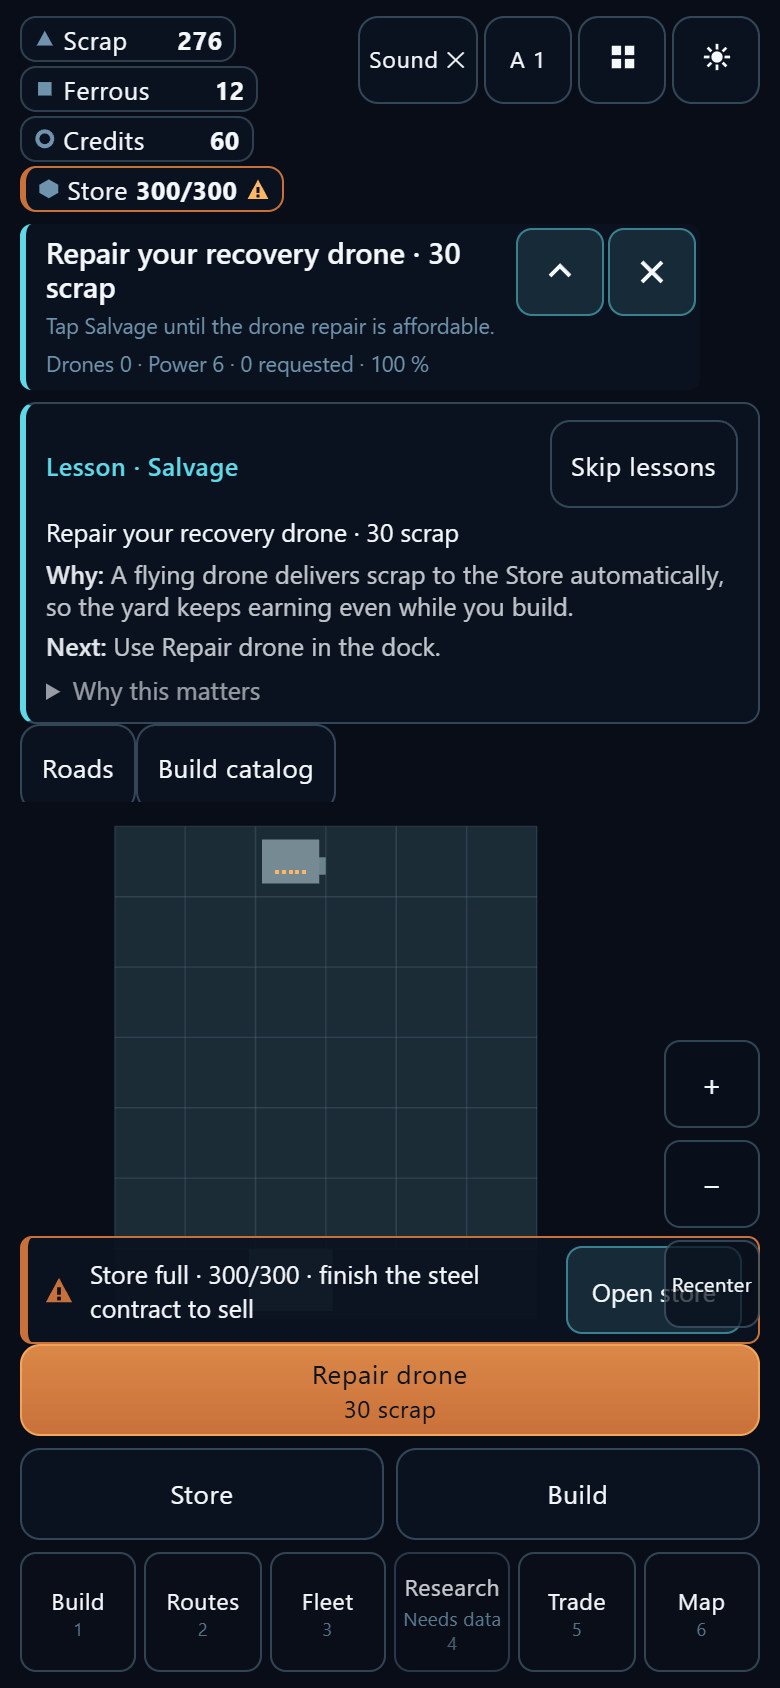 Scrap 276
Sound
A 1
Ferrous 12
Credits 60
Store 300/300
Repair your recovery drone · 30
scrap
Tap Salvage until the drone repair is affordable.
Drones 0 · Power 6 · 0 requested · 100 %
Lesson · Salvage
Skip lessons
Repair your recovery drone · 30 scrap
Why: A flying drone delivers scrap to the Store automatically,
so the yard keeps earning even while you build.
Next: Use Repair drone in the dock.
Why this matters
Roads
Build catalog
+
−
Store full · 300/300 · finish the steel
contract to sell
Open store
Recenter
Repair drone
30 scrap
Store
Build
Build
1
Routes
2
Fleet
3
Research
Needs data
4
Trade
5
Map
6